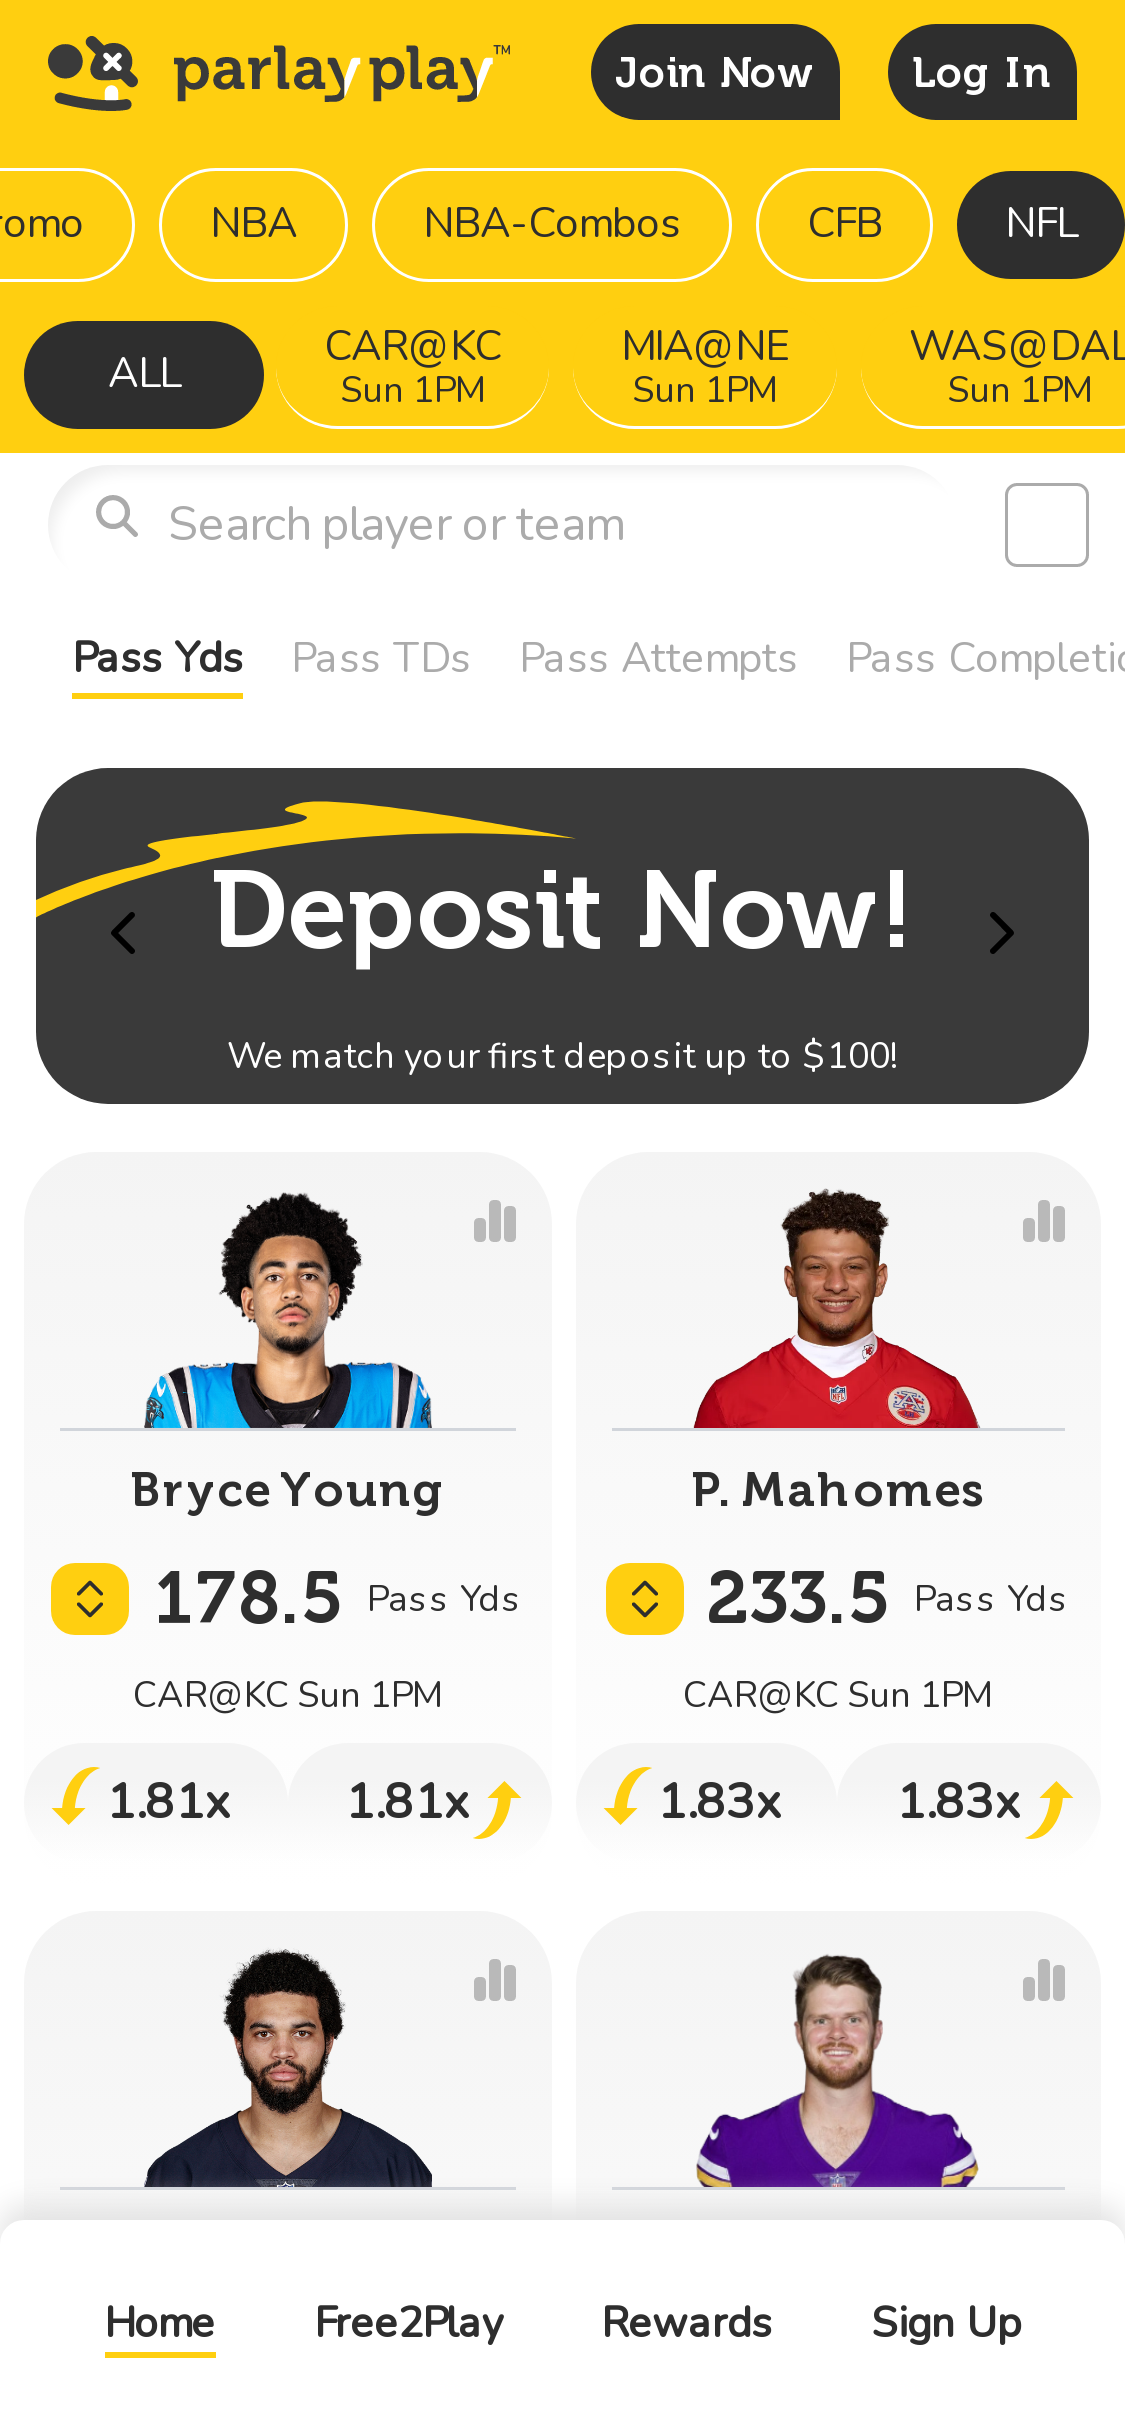 parlay play™
Join Now
Log In
romo
NBA
NBA-Combos
CFB
NFL
ALL
CAR@KC
Sun 1PM
MIA@NE
Sun 1PM
WAS@DAL
Sun 1PM
Search player or team
Pass Yds
Pass TDs
Pass Attempts
Pass Completio
Deposit Now!
We match your first deposit up to $100!
Bryce Young
178.5 Pass Yds
CAR@KC Sun 1PM
1.81x
1.81x
P. Mahomes
233.5 Pass Yds
CAR@KC Sun 1PM
1.83x
1.83x
Home
Free2Play
Rewards
Sign Up